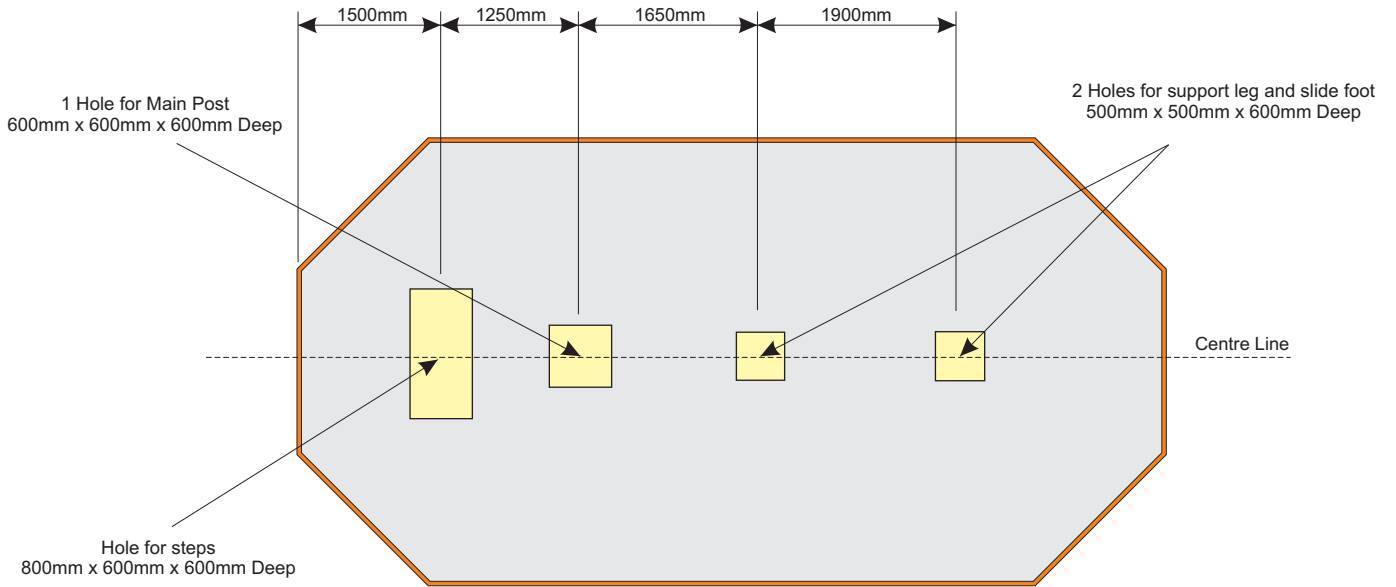 1500mm
1250mm
1650mm
1900mm
1 Hole for Main Post
600mm x 600mm x 600mm Deep
2 Holes for support leg and slide foot
500mm x 500mm x 600mm Deep
Centre Line
Hole for steps
800mm x 600mm x 600mm Deep